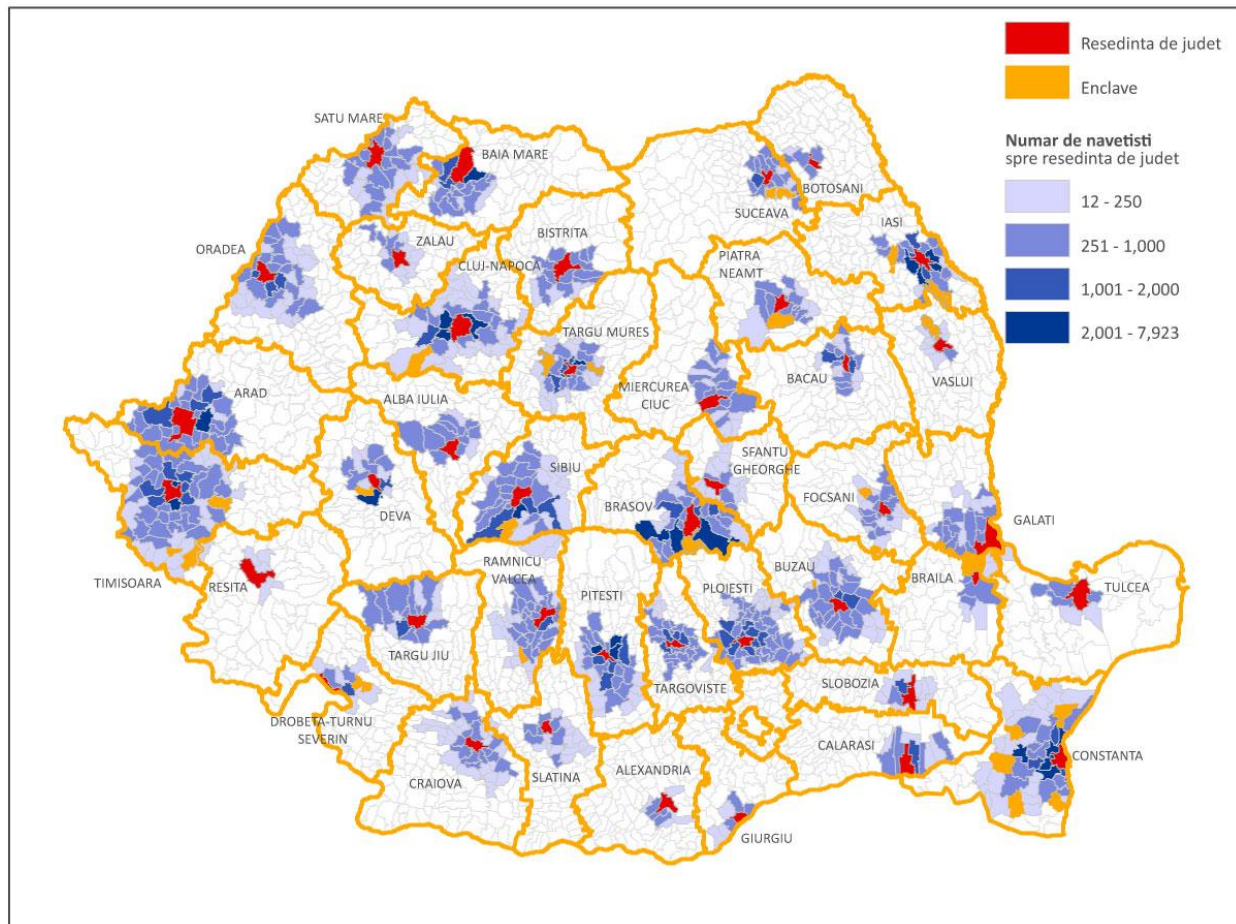 Resedinta de judet
Enclave
Numar de navetisti
spre resedinta de judet
12 - 250
251 - 1,000
1,001 - 2,000
2,001 - 7,923
SATU MARE
BAIA MARE
BOTOSANI
SUCEAVA
IASI
ORADEA
ZALAU
BISTRITA
CLUJ-NAPOCA
PIATRA
NEAMT
TARGU MURES
MIERCUREA
CIUC
BACAU
VASLUI
ARAD
ALBA IULIA
SIBIU
BRASOV
SFANTU
GHEORGHE
FOCSANI
GALATI
DEVA
TIMISOARA
RESITA
RAMNICU
VALCEA
PITESTI
PLOIESTI
BUZAU
BRAILA
TULCEA
TARGU JIU
TARGOVISTE
SLOBOZIA
DROBETA-TURNU
SEVERIN
CRAIOVA
SLATINA
ALEXANDRIA
CALARASI
CONSTANTA
GIURGIU